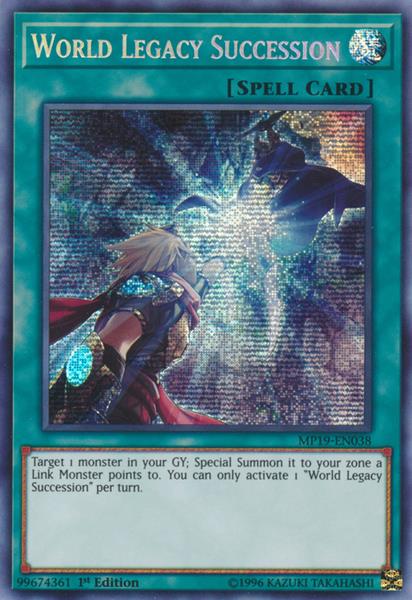 World Legacy Succession
[Spell Card]
MP19-EN038
Target 1 monster in your GY; Special Summon it to your zone a
Link Monster points to. You can only activate 1 "World Legacy
Succession" per turn.
99674361 1st Edition
©1996 KAZUKI TAKAHASHI